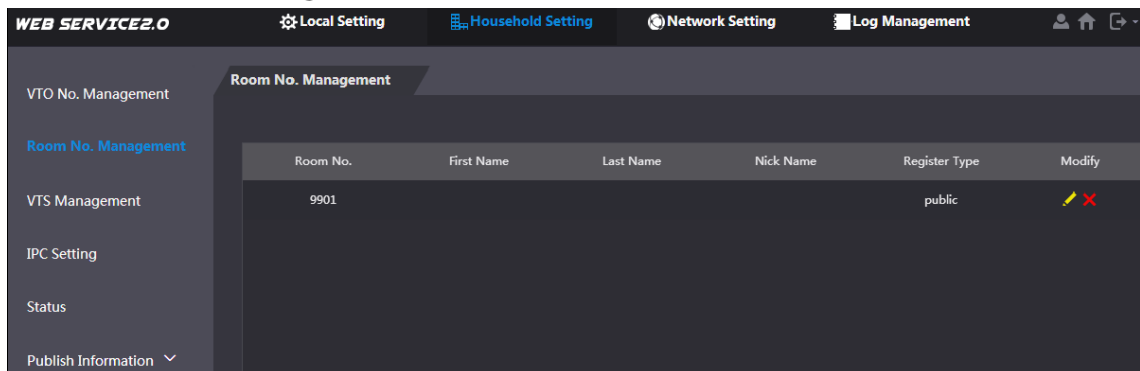 WEB SERVICE2.0 Local Setting Household Setting Network Setting Log Management
VTO No. Management
Room No. Management
Room No. Management
Room No. First Name Last Name Nick Name Register Type Modify
VTS Management
9901 public
IPC Setting
Status
Publish Information